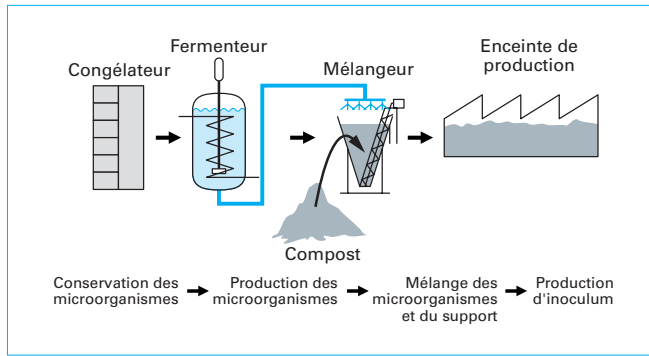 Fermenteur
Congélateur
Mélangeur
Enceinte de
production
Compost
Conservation des
microorganismes
Production des
microorganismes
Mélange des
microorganismes
et du support
Production
d'inoculum